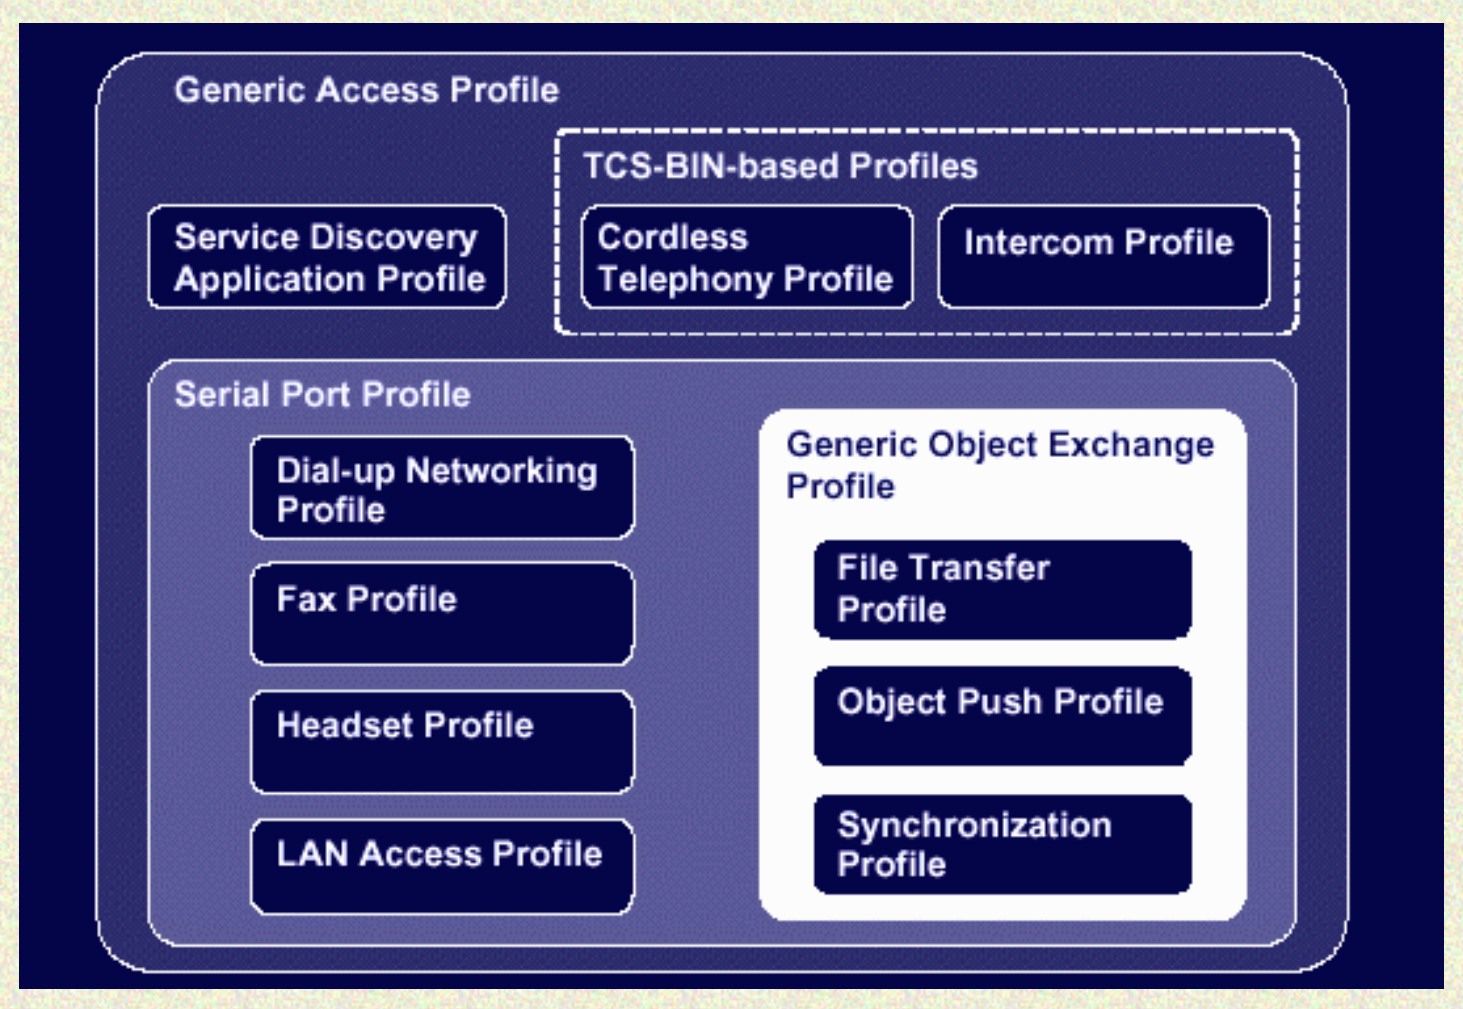 Generic Access Profile
TCS-BIN-based Profiles
Service Discovery
Application Profile
Cordless
Telephony Profile
Intercom Profile
Serial Port Profile
Dial-up Networking
Profile
Fax Profile
Headset Profile
LAN Access Profile
Generic Object Exchange
Profile
File Transfer
Profile
Object Push Profile
Synchronization
Profile